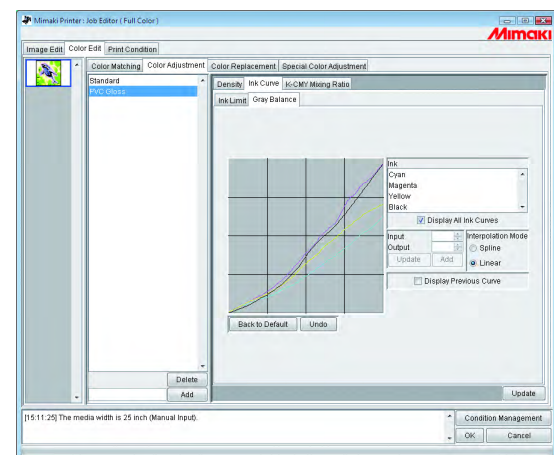 Mimaki Printer : Job Editor ( Full Color )
Mimaki
Image Edit Color Edit Print Condition
Color Matching Color Adjustment Color Replacement Special Color Adjustment
Standard
PVC Gloss
Density Ink Curve K-CMY Mixing Ratio
Ink Limit Gray Balance
Ink
Cyan
Magenta
Yellow
Black
Display All Ink Curves
Input
Output
Update Add
Interpolation Mode
Spline
Linear
Display Previous Curve
Back to Default Undo
Delete
Add
Update
[15:11:25] The media width is 25 inch (Manual Input).
Condition Management
OK Cancel